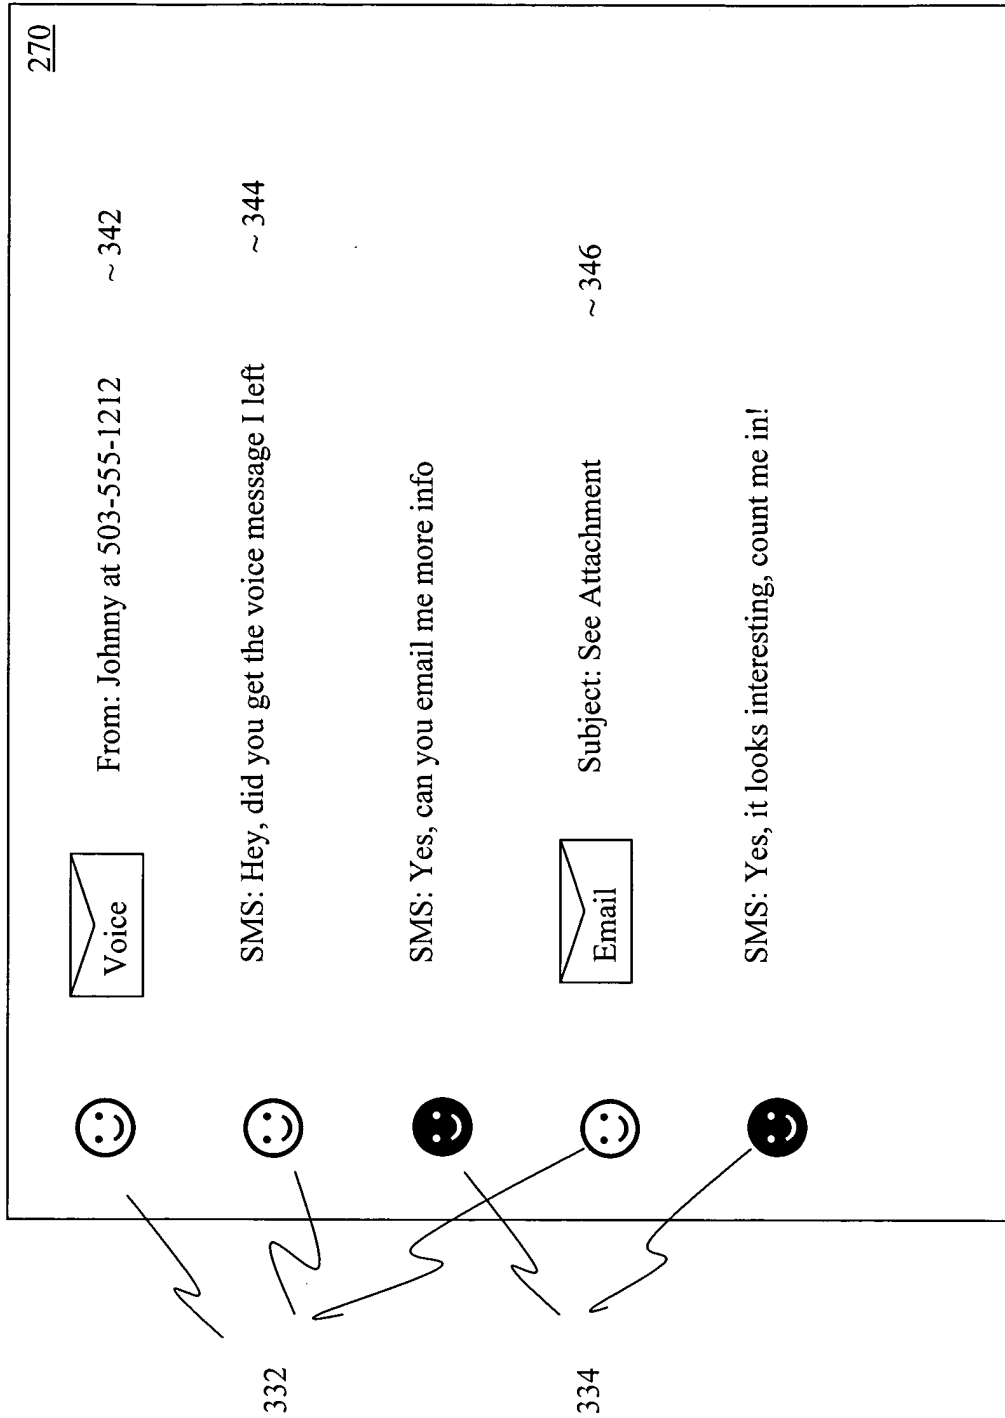 270
Voice From: Johnny at 503-555-1212 ~ 342
SMS: Hey, did you get the voice message I left ~ 344
SMS: Yes, can you email me more info
Email Subject: See Attachment ~ 346
SMS: Yes, it looks interesting, count me in!
332
334